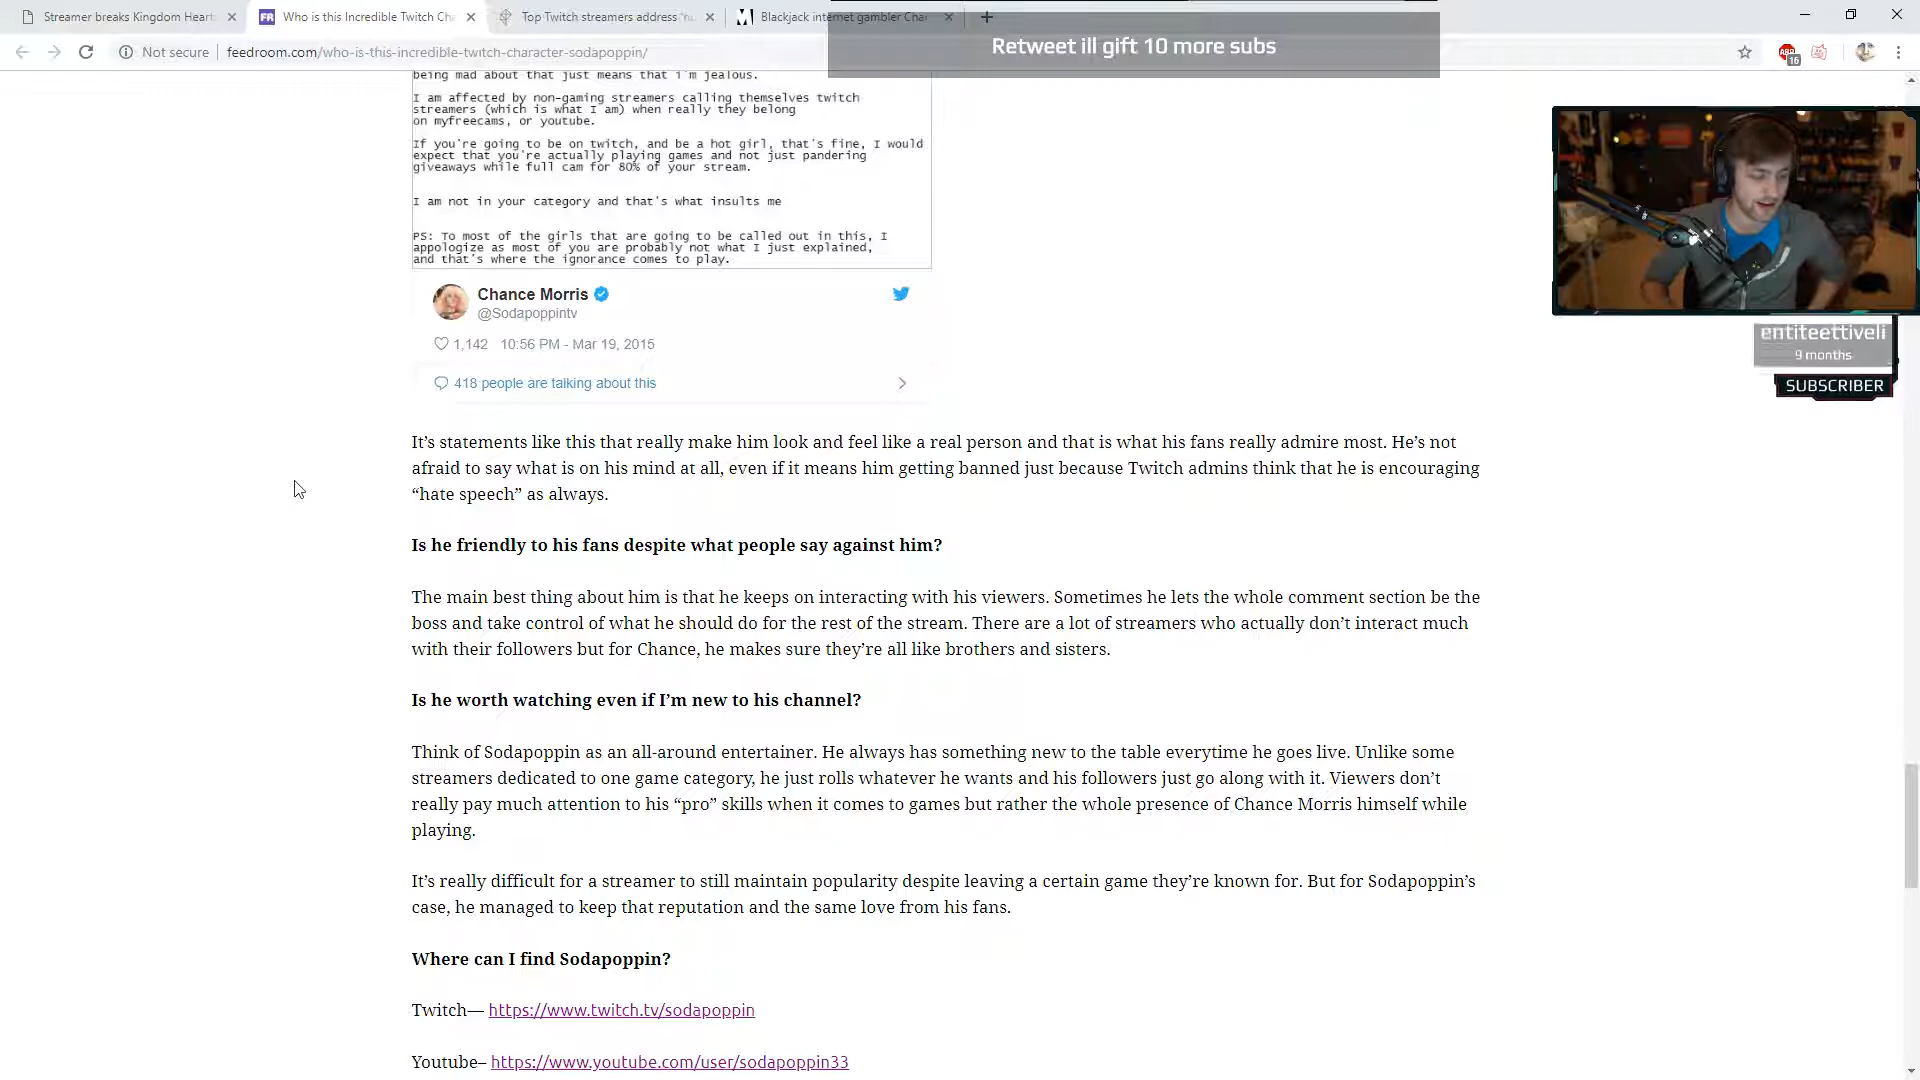 Streamer breaks Kingdom Heart
Who is this Incredible Twitch Cha
Top Twitch streamers address "nu
Blackjack internet gambler Cha
Retweet ill gift 10 more subs
Not secure
feedroom.com/who-is-this-incredible-twitch-character-sodapoppin/
16
being mad about that just means that i'm jealous.
I am affected by non-gaming streamers calling themselves twitch
streamers (which is what I am) when really they belong
on myfreecams, or youtube.
If you're going to be on twitch, and be a hot girl, that's fine, I would
expect that you're actually playing games and not just pandering
giveaways while full cam for 80% of your stream.
I am not in your category and that's what insults me
PS: To most of the girls that are going to be called out in this, I
appologize as most of you are probably not what I just explained,
and that's where the ignorance comes to play.
Chance Morris
@Sodapoppintv
1,142 10:56 PM - Mar 19, 2015
418 people are talking about this
entiteettiveli
9 months
SUBSCRIBER
It's statements like this that really make him look and feel like a real person and that is what his fans really admire most. He's not
afraid to say what is on his mind at all, even if it means him getting banned just because Twitch admins think that he is encouraging
“hate speech” as always.
Is he friendly to his fans despite what people say against him?
The main best thing about him is that he keeps on interacting with his viewers. Sometimes he lets the whole comment section be the
boss and take control of what he should do for the rest of the stream. There are a lot of streamers who actually don't interact much
with their followers but for Chance, he makes sure they're all like brothers and sisters.
Is he worth watching even if I'm new to his channel?
Think of Sodapoppin as an all-around entertainer. He always has something new to the table everytime he goes live. Unlike some
streamers dedicated to one game category, he just rolls whatever he wants and his followers just go along with it. Viewers don't
really pay much attention to his “pro” skills when it comes to games but rather the whole presence of Chance Morris himself while
playing.
It's really difficult for a streamer to still maintain popularity despite leaving a certain game they're known for. But for Sodapoppin's
case, he managed to keep that reputation and the same love from his fans.
Where can I find Sodapoppin?
Twitch— https://www.twitch.tv/sodapoppin
Youtube– https://www.youtube.com/user/sodapoppin33